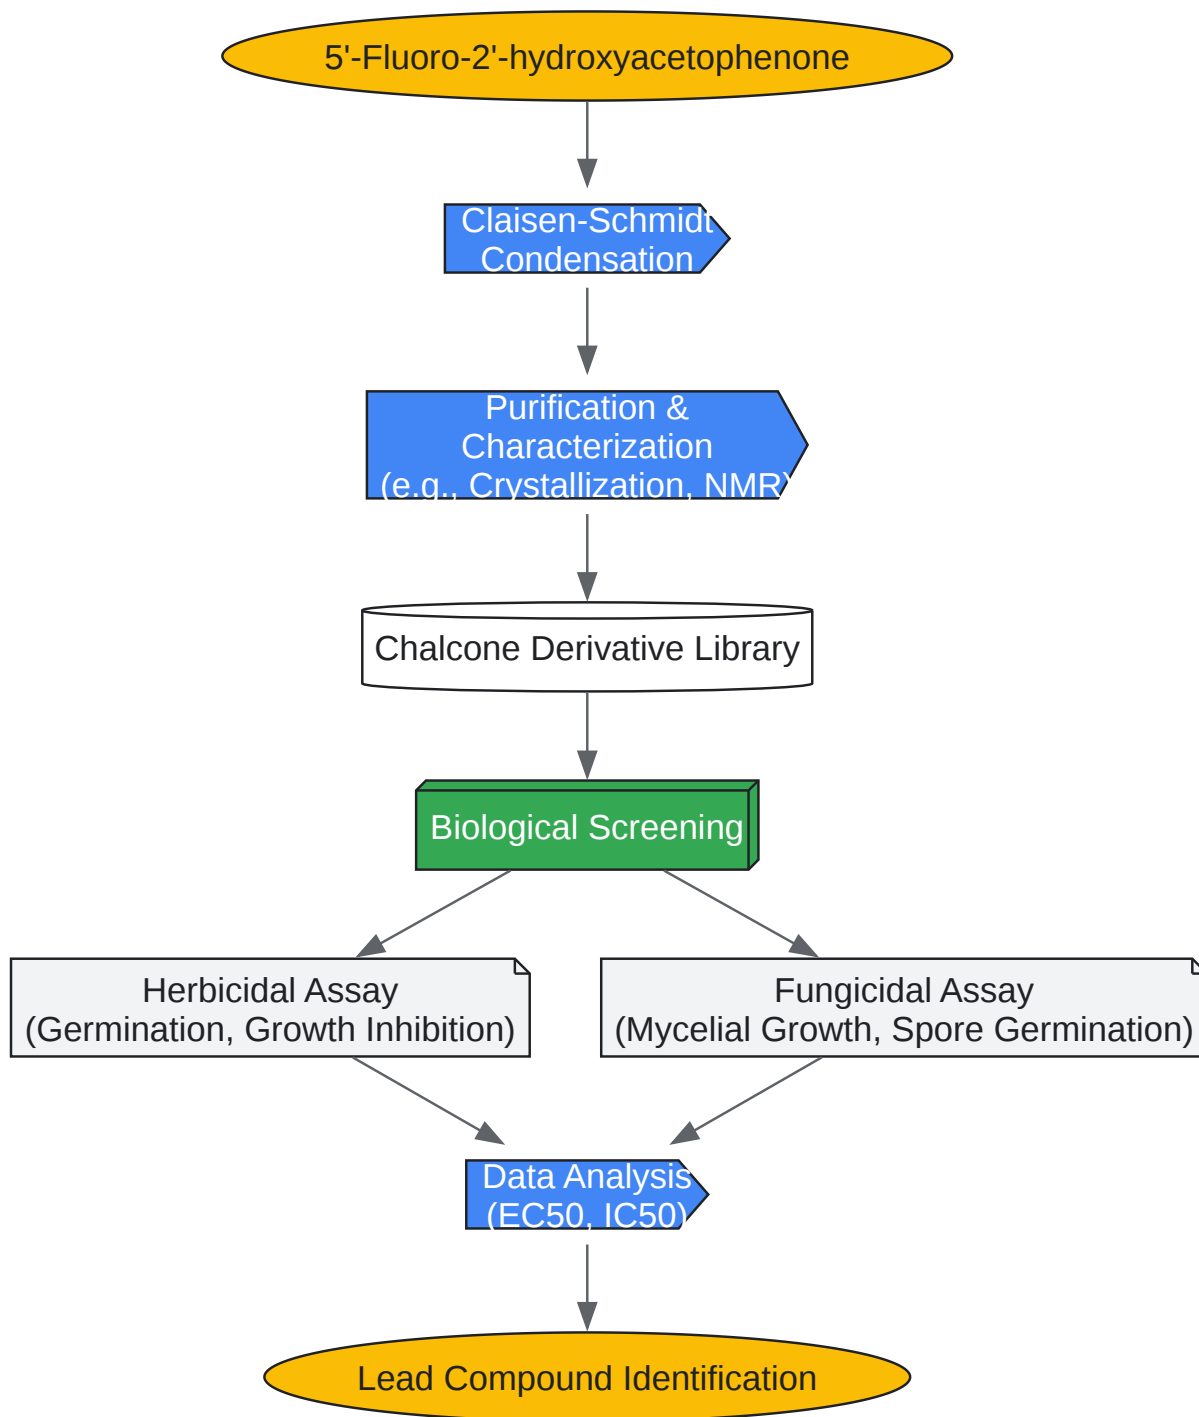 5'-Fluoro-2'-hydroxyacetophenone
Claisen-Schmidt
Condensation
Purification &
Characterization
(e.g., Crystallization, NMR)
Chalcone Derivative Library
Biological Screening
Herbicidal Assay
(Germination, Growth Inhibition)
Fungicidal Assay
(Mycelial Growth, Spore Germination)
Data Analysis
(EC50, IC50)
Lead Compound Identification